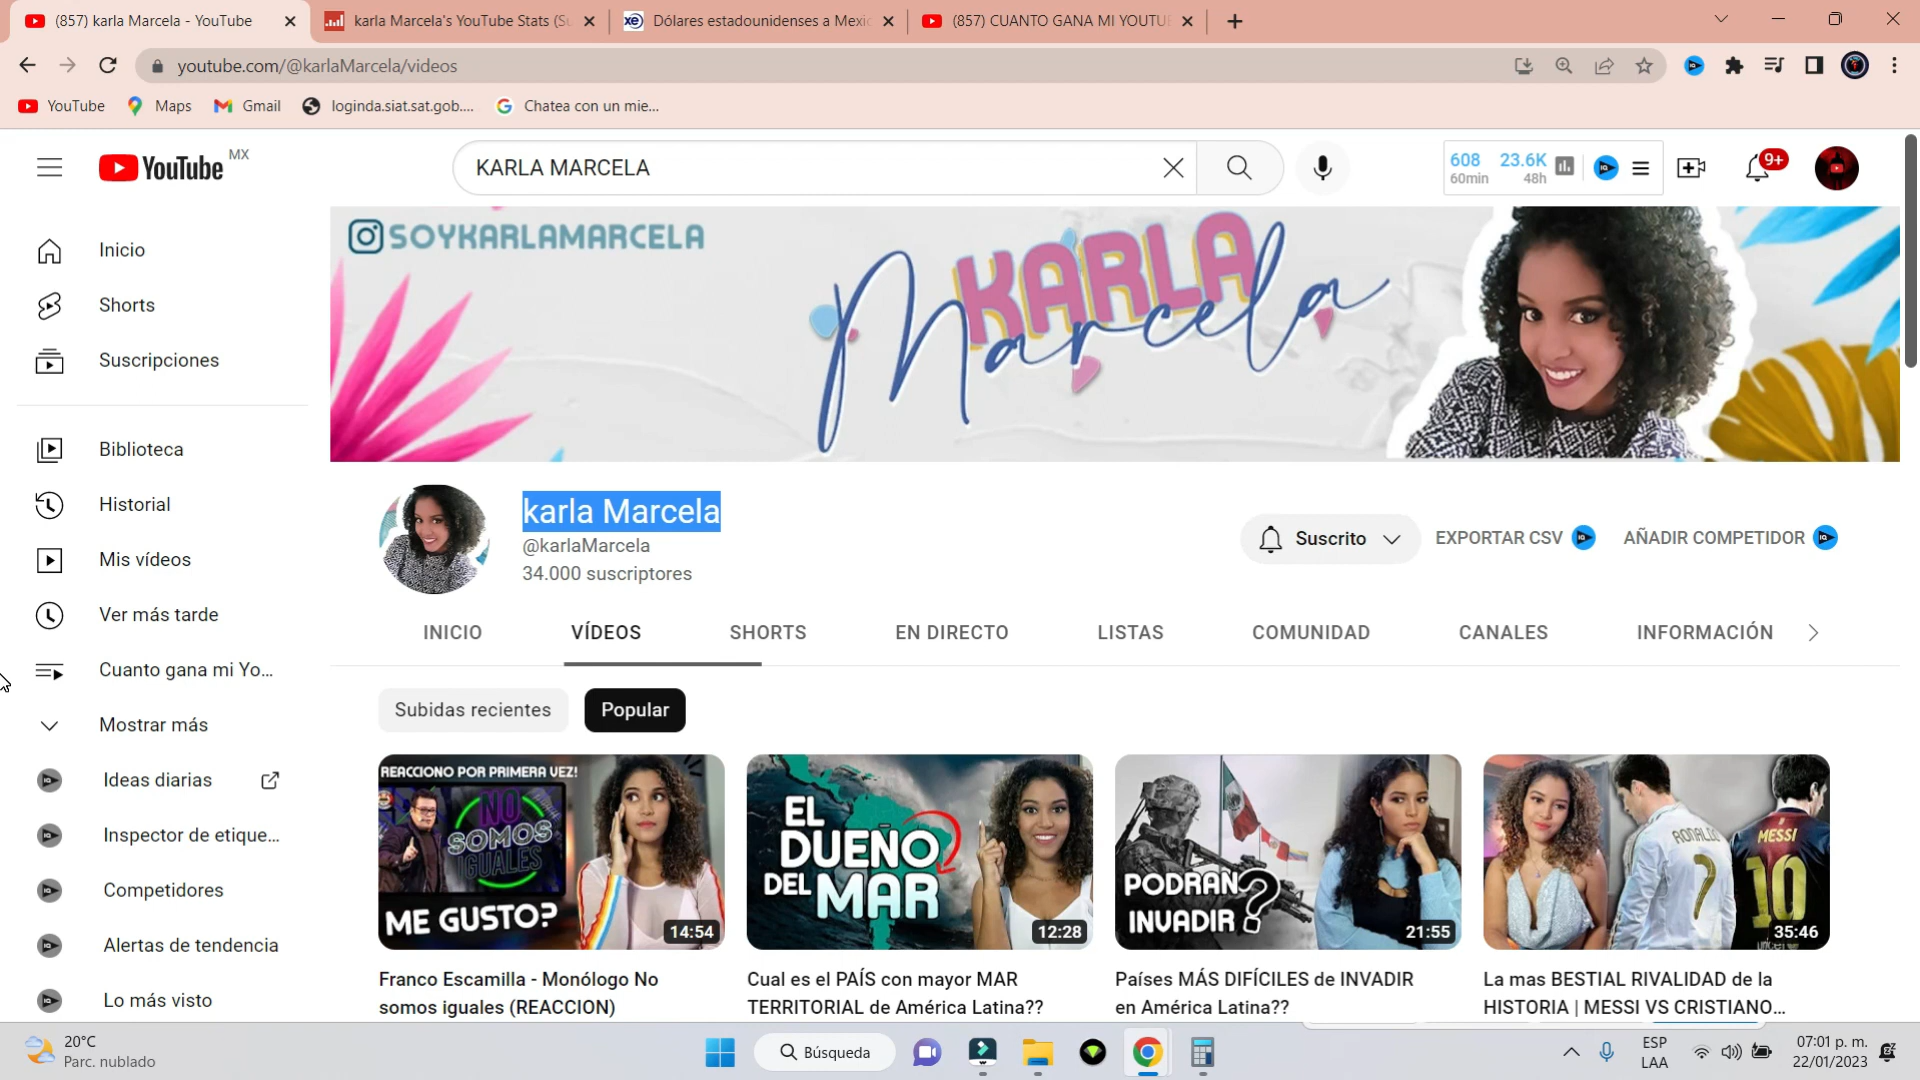 (857) karla Marcela - YouTube
karla Marcela's YouTube Stats (Su
Dólares estadounidenses a Mexic
(857) CUANTO GANA MI YOUTU
youtube.com/@karlaMarcela/videos
YouTube
Maps
Gmail
loginda.siat.sat.gob....
Chatea con un mie...
YouTube MX
KARLA MARCELA
608 60min
23.6K 48h
9+
Inicio
Shorts
Suscripciones
Biblioteca
Historial
Mis vídeos
Ver más tarde
Cuanto gana mi Yo...
Mostrar más
Ideas diarias
Inspector de etique...
Competidores
Alertas de tendencia
Lo más visto
SOYKARLAMARCELA
KARLA
Marcela
karla Marcela
@karlaMarcela
34.000 suscriptores
Suscrito
EXPORTAR CSV
AÑADIR COMPETIDOR
INICIO
VÍDEOS
SHORTS
EN DIRECTO
LISTAS
COMUNIDAD
CANALES
INFORMACIÓN
Subidas recientes
Popular
REACCIONO POR PRIMERA VEZ!
NO
SOMOS
IGUALES
ME GUSTO?
14:54
Franco Escamilla - Monólogo No
somos iguales (REACCION)
EL
DUEÑO
DEL MAR
12:28
Cual es el PAÍS con mayor MAR
TERRITORIAL de América Latina??
PODRAN
INVADIR ?
21:55
Países MÁS DIFÍCILES de INVADIR
en América Latina??
RONALDO
7
MESSI
10
35:46
La mas BESTIAL RIVALIDAD de la
HISTORIA | MESSI VS CRISTIANO...
20°C
Parc. nublado
Búsqueda
ESP
LAA
07:01 p. m.
22/01/2023